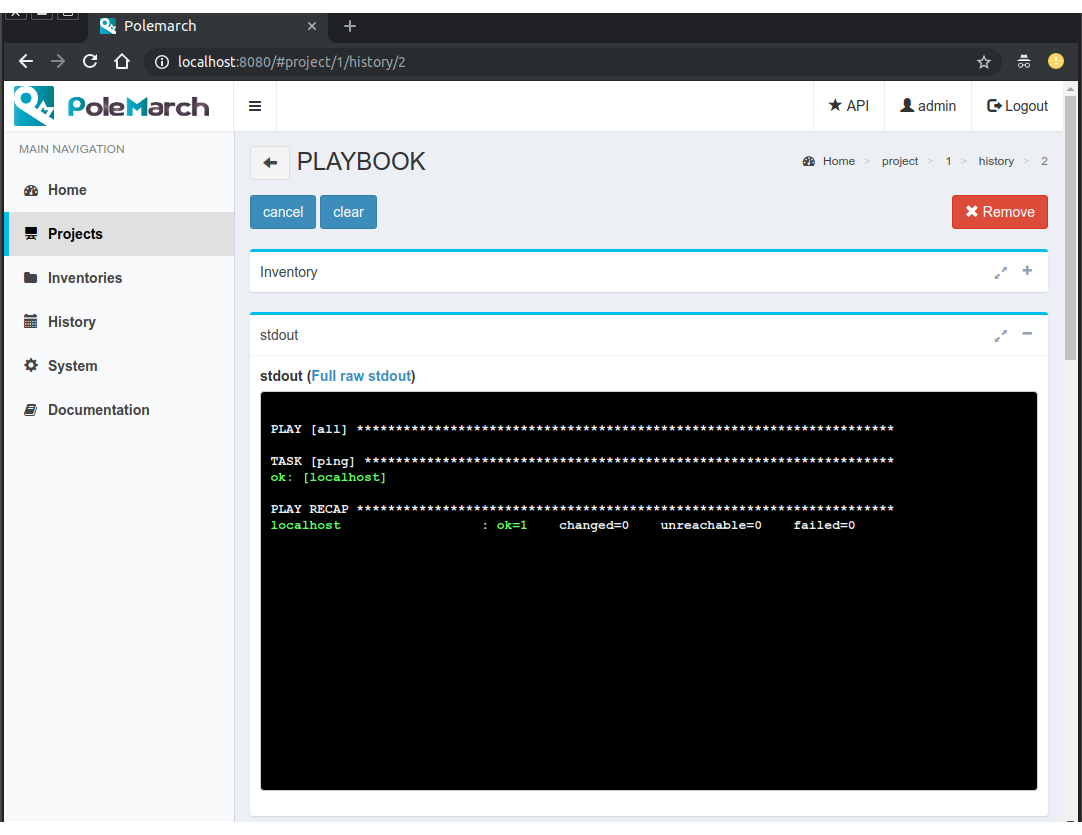 Polemarch
localhost:8080/#project/1/history/2
PoleMarch
API
admin
Logout
MAIN NAVIGATION
Home
Projects
Inventories
History
System
Documentation
PLAYBOOK
Home > project > 1 > history > 2
cancel
clear
Remove
Inventory
stdout
stdout (Full raw stdout)
PLAY [all] *********************************************************************
TASK [ping] ********************************************************************
ok: [localhost]
PLAY RECAP *********************************************************************
localhost : ok=1 changed=0 unreachable=0 failed=0